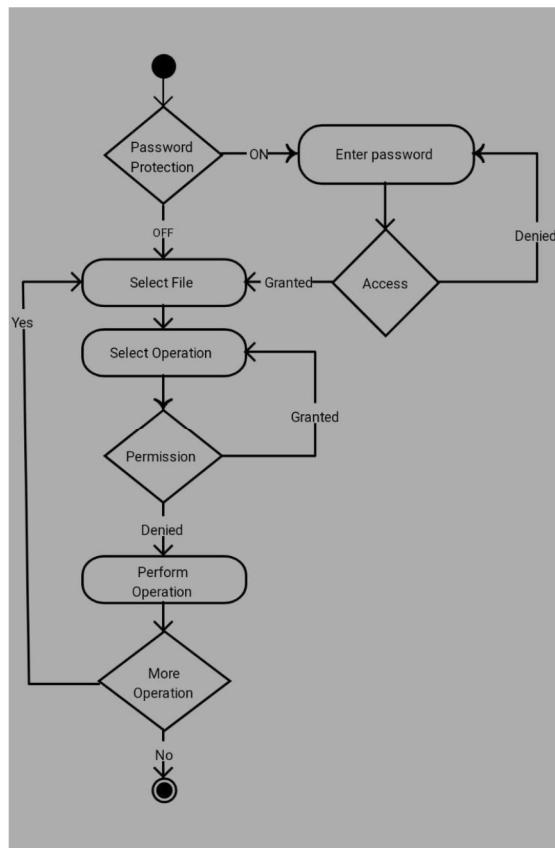 Password
Protection
ON
Enter password
OFF
Denied
Select File
Granted
Access
Yes
Select Operation
Granted
Permission
Denied
Perform
Operation
More
Operation
No